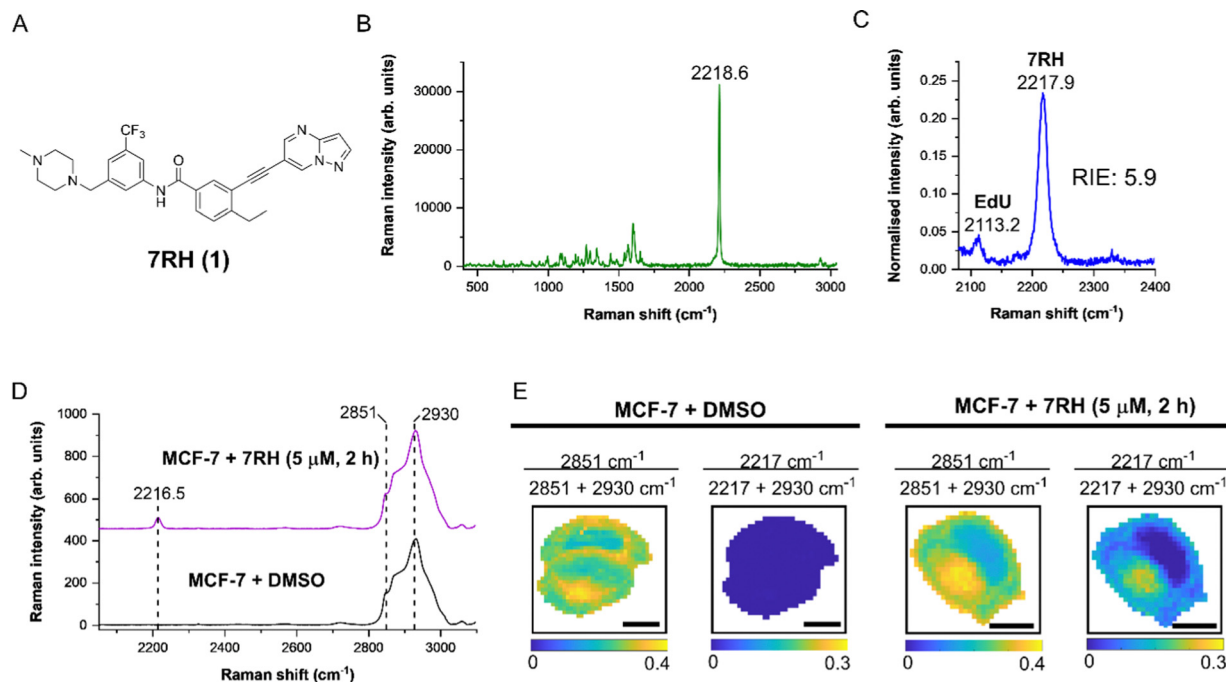 A
CF3
N
N
N
H
O
N
N
N
7RH (1)
B
2218.6
Raman intensity (arb. units)
30000
20000
10000
0
500
1000
1500
2000
2500
3000
Raman shift (cm-1)
C
7RH
2217.9
EdU
2113.2
RIE: 5.9
Normalised intensity (arb. units)
0.25
0.20
0.15
0.10
0.05
0.00
2100
2200
2300
2400
Raman shift (cm-1)
D
2851
2930
2216.5
MCF-7 + 7RH (5 μM, 2 h)
MCF-7 + DMSO
Raman intensity (arb. units)
1000
800
600
400
200
0
2200
2400
2600
2800
3000
Raman shift (cm-1)
E
MCF-7 + DMSO
2851 cm-1
2851 + 2930 cm-1
0
0.4
2217 cm-1
2217 + 2930 cm-1
0
0.3
MCF-7 + 7RH (5 μM, 2 h)
2851 cm-1
2851 + 2930 cm-1
0
0.4
2217 cm-1
2217 + 2930 cm-1
0
0.3